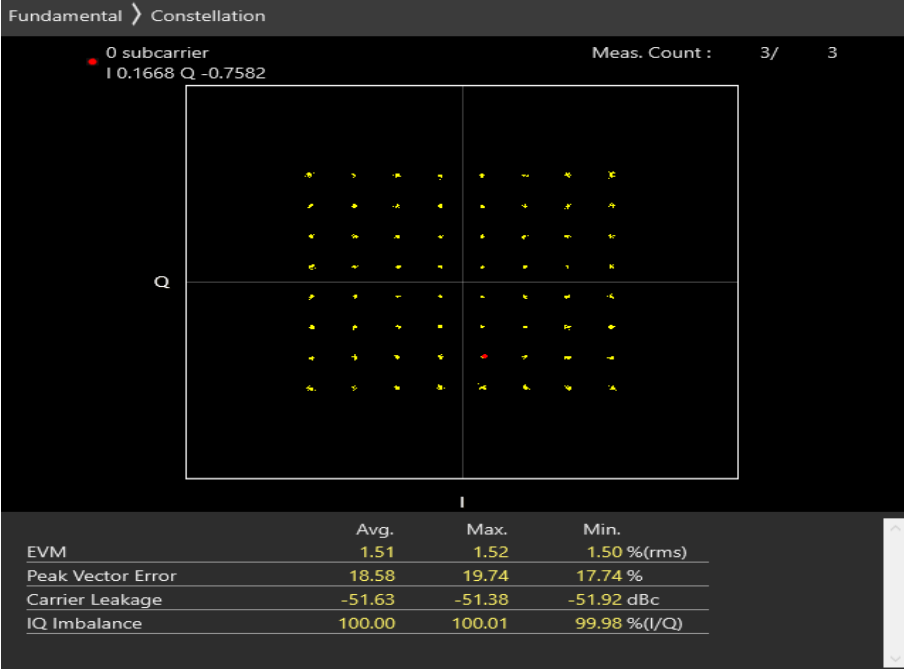 Fundamental 〉 Constellation
0 subcarrier Meas. Count : 3/ 3
I 0.1668 Q -0.7582
Q
I
Avg. Max. Min.
EVM 1.51 1.52 1.50 %(rms)
Peak Vector Error 18.58 19.74 17.74 %
Carrier Leakage -51.63 -51.38 -51.92 dBc
IQ Imbalance 100.00 100.01 99.98 %(I/Q)